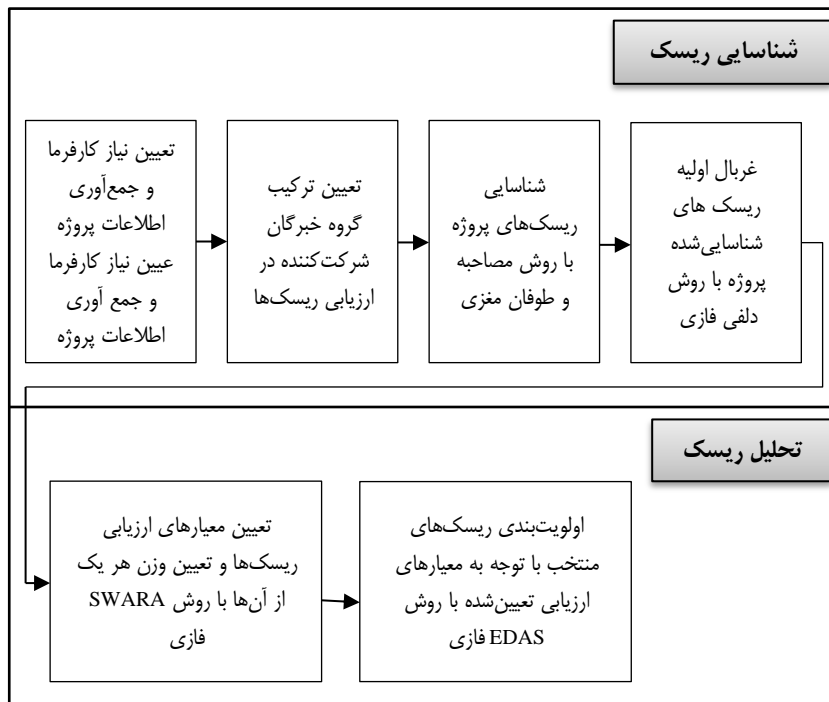 شناسایی ریسک
تعیین نیاز کارفرما
و جمع‌آوری
اطلاعات پروژه
عیین نیاز کارفرما
و جمع آوری
اطلاعات پروژه
تعیین ترکیب
گروه خبرگان
شرکت‌کننده در
ارزیابی ریسک‌ها
شناسایی
ریسک‌های پروژه
با روش مصاحبه
و طوفان مغزی
غربال اولیه
ریسک های
شناسایی‌شده
پروژه با روش
دلفی فازی
تحلیل ریسک
تعیین معیارهای ارزیابی
ریسک‌ها و تعیین وزن هر یک
از آن‌ها با روش SWARA
فازی
اولویت‌بندی ریسک‌های
منتخب با توجه به معیارهای
ارزیابی تعیین‌شده با روش
EDAS فازی